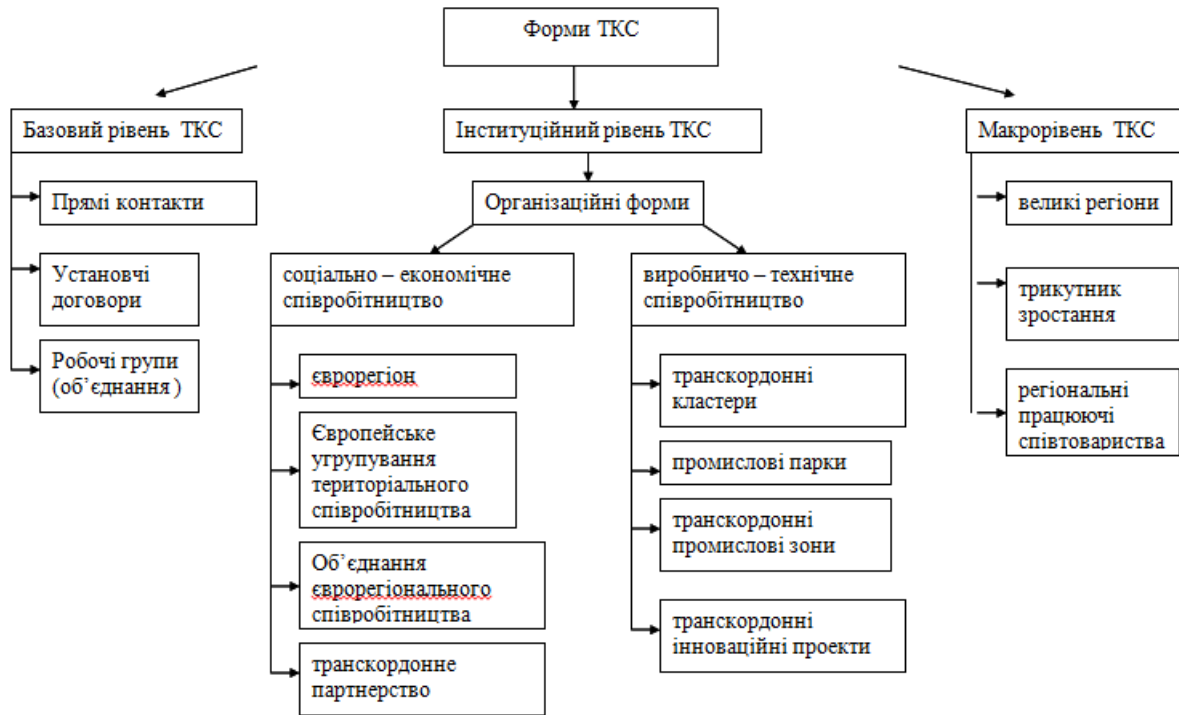 Форми ТКС
Базовий рівень ТКС
Прямі контакти
Установчі
договори
Робочі групи
(об’єднання )
Інституційний рівень ТКС
Організаційні форми
соціально – економічне
співробітництво
єврорегіон
Європейське
угрупування
територіального
співробітництва
Об’єднання
єврорегіонального
співробітництва
транскордонне
партнерство
виробничо – технічне
співробітництво
транскордонні
кластери
промислові парки
транскордонні
промислові зони
транскордонні
інноваційні проекти
Макрорівень ТКС
великі регіони
трикутник
зростання
регіональні
працюючі
співтовариства